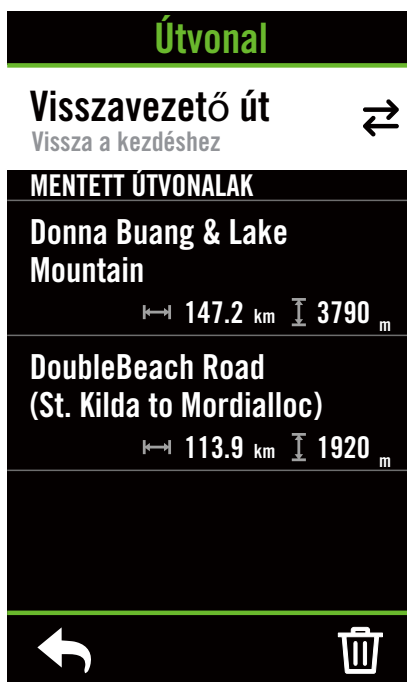 Útvonal
Visszavezető út
Vissza a kezdéshez
MENTETT ÚTVONALAK
Donna Buang & Lake
Mountain
147.2 km 3790 m
DoubleBeach Road
(St. Kilda to Mordialloc)
113.9 km 1920 m